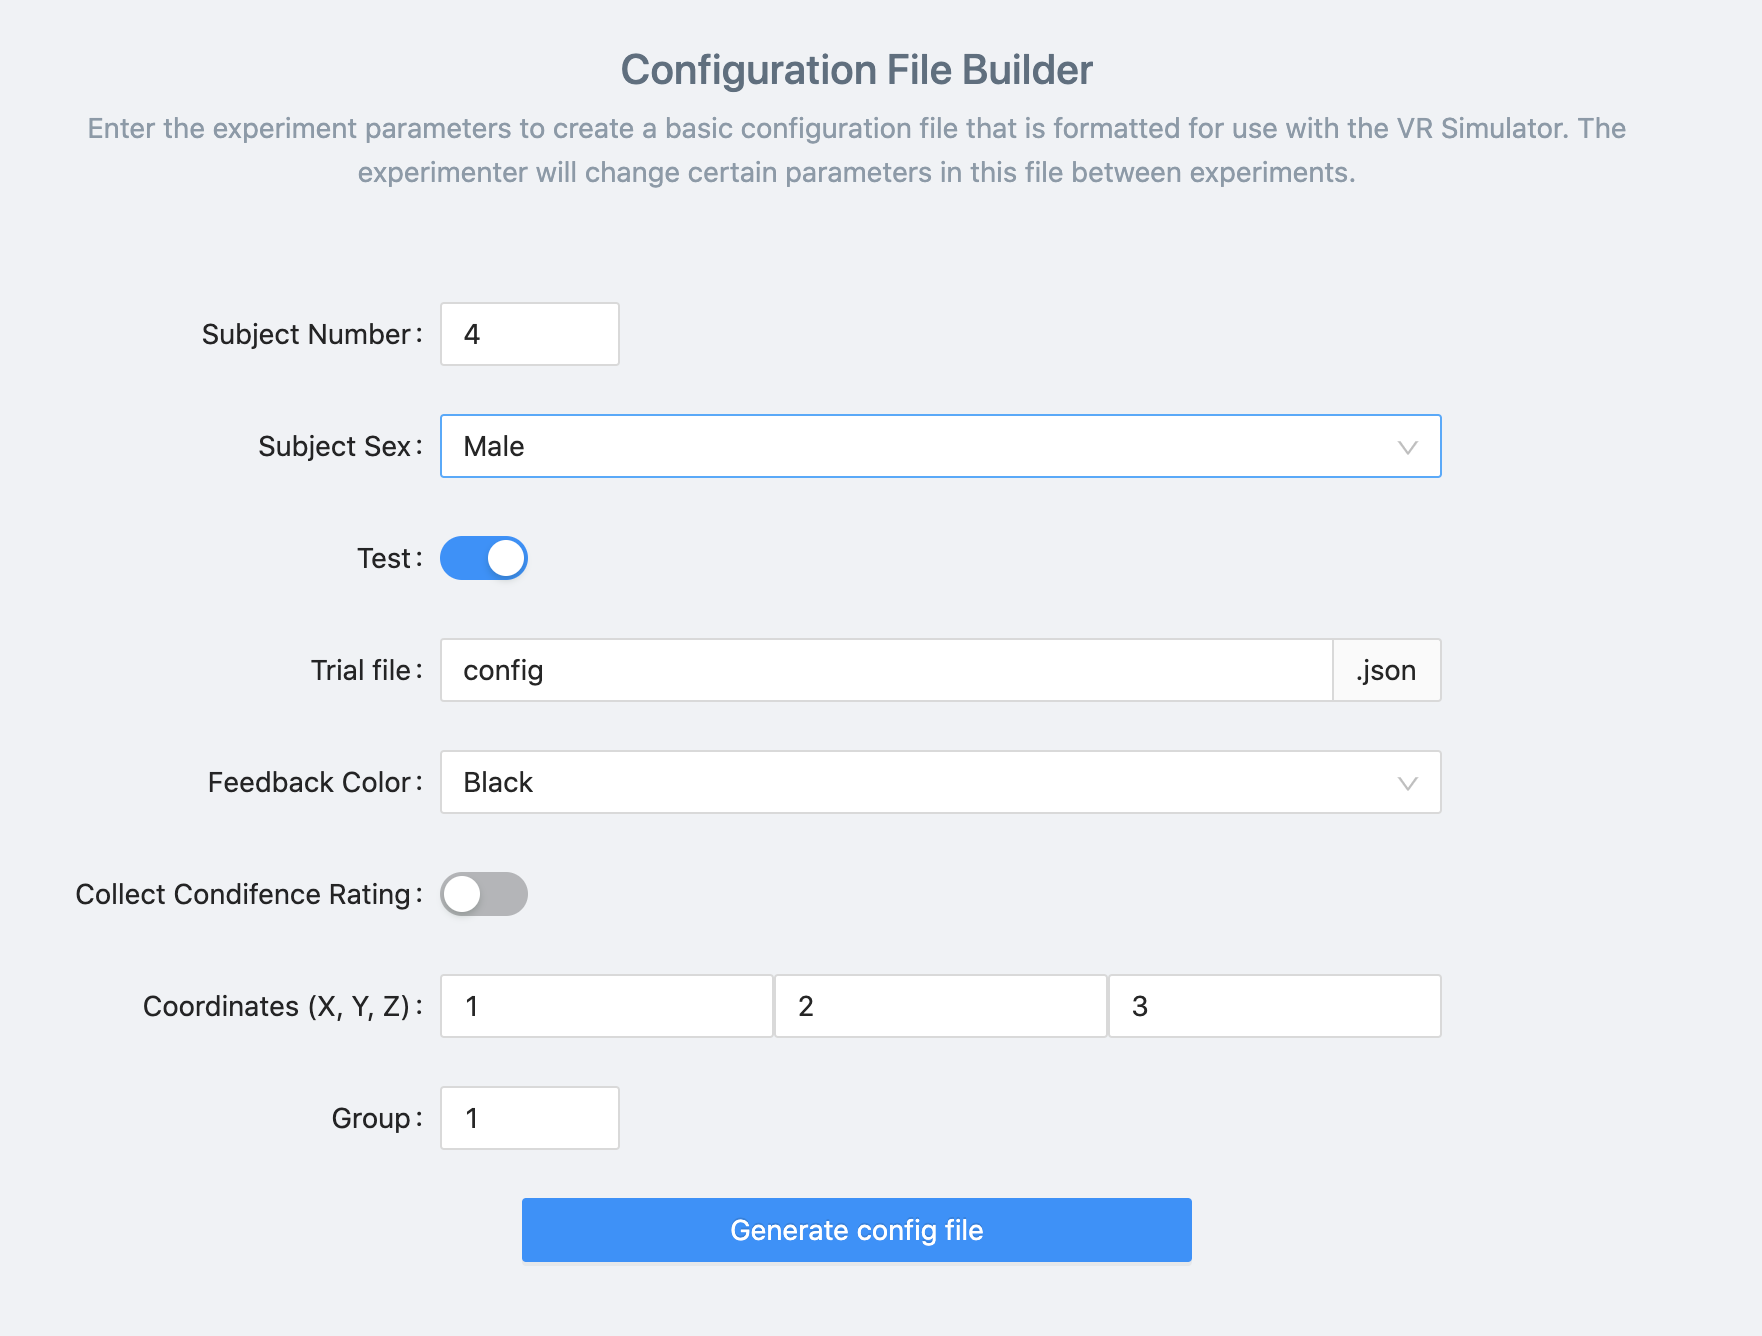 Configuration File Builder
Enter the experiment parameters to create a basic configuration file that is formatted for use with the VR Simulator. The
experimenter will change certain parameters in this file between experiments.
Subject Number: 4
Subject Sex: Male
Test:
Trial file: config .json
Feedback Color: Black
Collect Condifence Rating:
Coordinates (X, Y, Z): 1 2 3
Group: 1
Generate config file